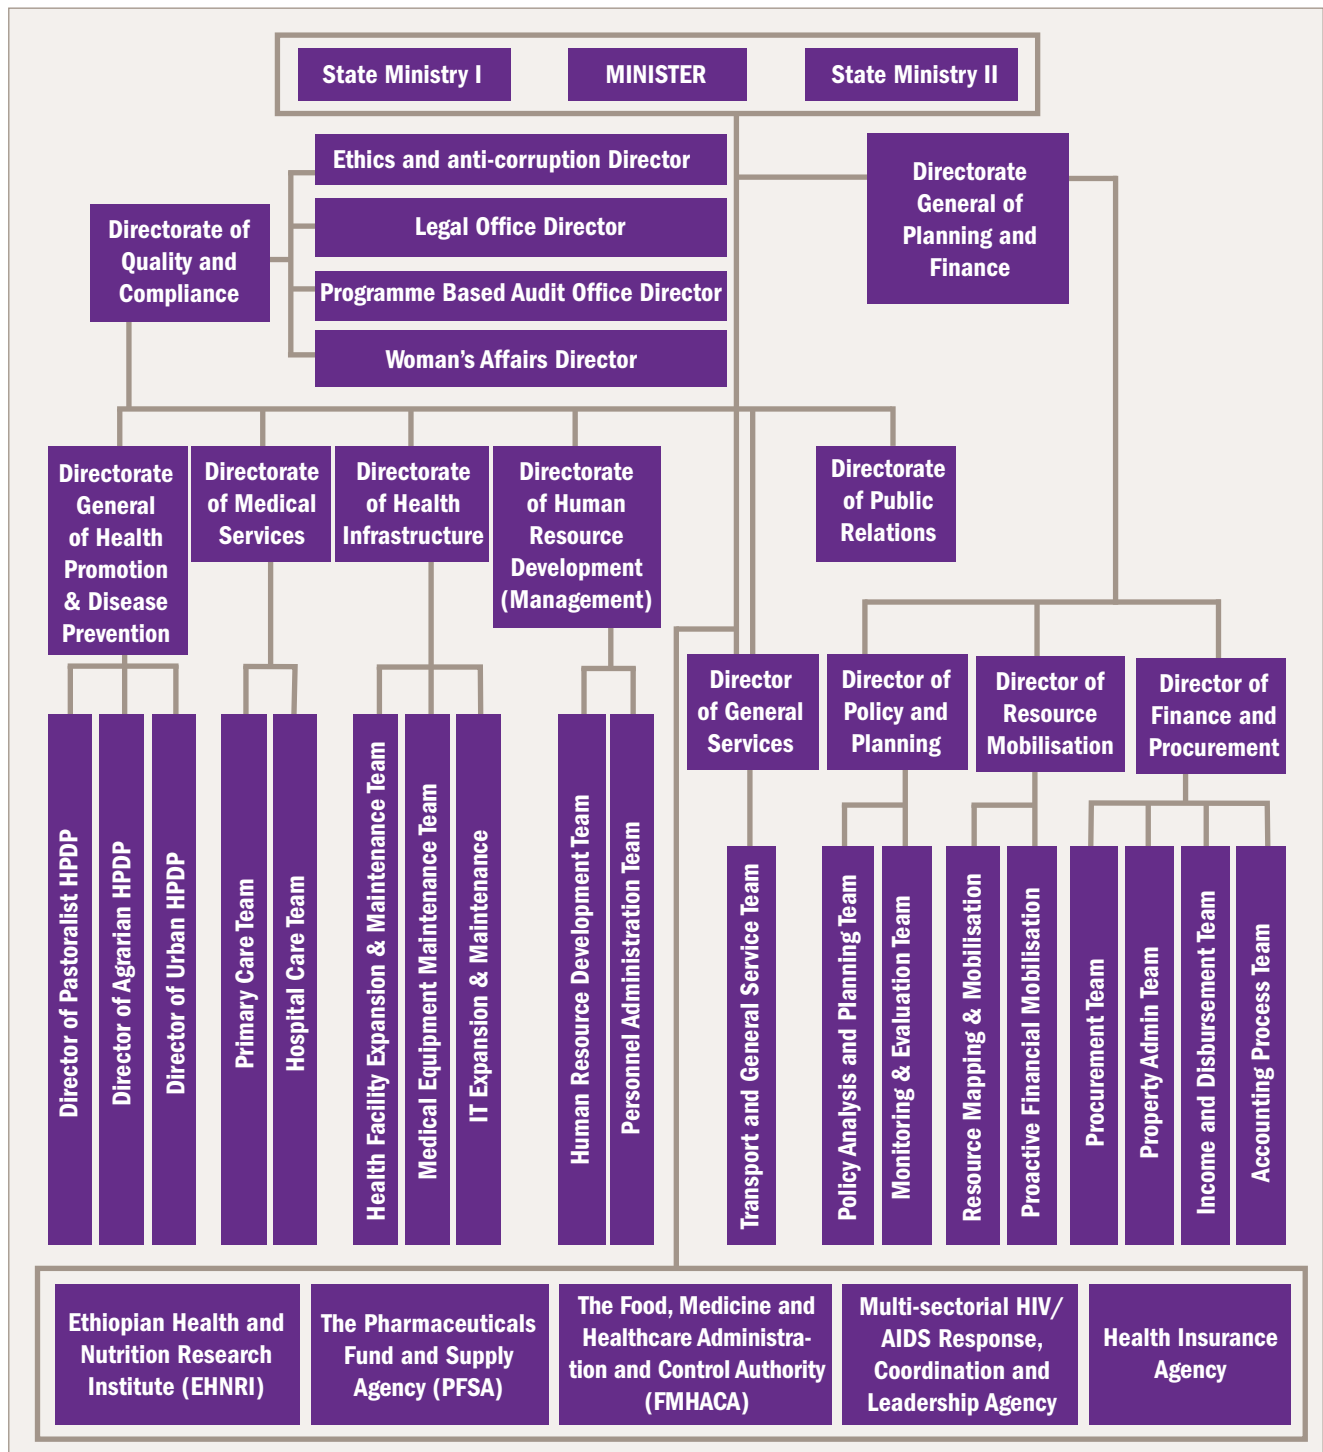 State Ministry I
MINISTER
State Ministry II
Ethics and anti-corruption Director
Legal Office Director
Programme Based Audit Office Director
Woman's Affairs Director
Directorate of
Quality and
Compliance
Directorate
General of
Planning and
Finance
Directorate
General
of Health
Promotion
& Disease
Prevention
Directorate
of Medical
Services
Directorate
of Health
Infrastructure
Directorate
of Human
Resource
Development
(Management)
Directorate
of Public
Relations
Director
of General
Services
Director of
Policy and
Planning
Director of
Resource
Mobilisation
Director of
Finance and
Procurement
Director of Pastoralist HPDP
Director of Agrarian HPDP
Director of Urban HPDP
Primary Care Team
Hospital Care Team
Health Facility Expansion & Maintenance Team
Medical Equipment Maintenance Team
IT Expansion & Maintenance
Human Resource Development Team
Personnel Administration Team
Transport and General Service Team
Policy Analysis and Planning Team
Monitoring & Evaluation Team
Resource Mapping & Mobilisation
Proactive Financial Mobilisation
Procurement Team
Property Admin Team
Income and Disbursement Team
Accounting Process Team
Ethiopian Health and
Nutrition Research
Institute (EHNRI)
The Pharmaceuticals
Fund and Supply
Agency (PFSA)
The Food, Medicine and
Healthcare Administra-
tion and Control Authority
(FMHACA)
Multi-sectorial HIV/
AIDS Response,
Coordination and
Leadership Agency
Health Insurance
Agency